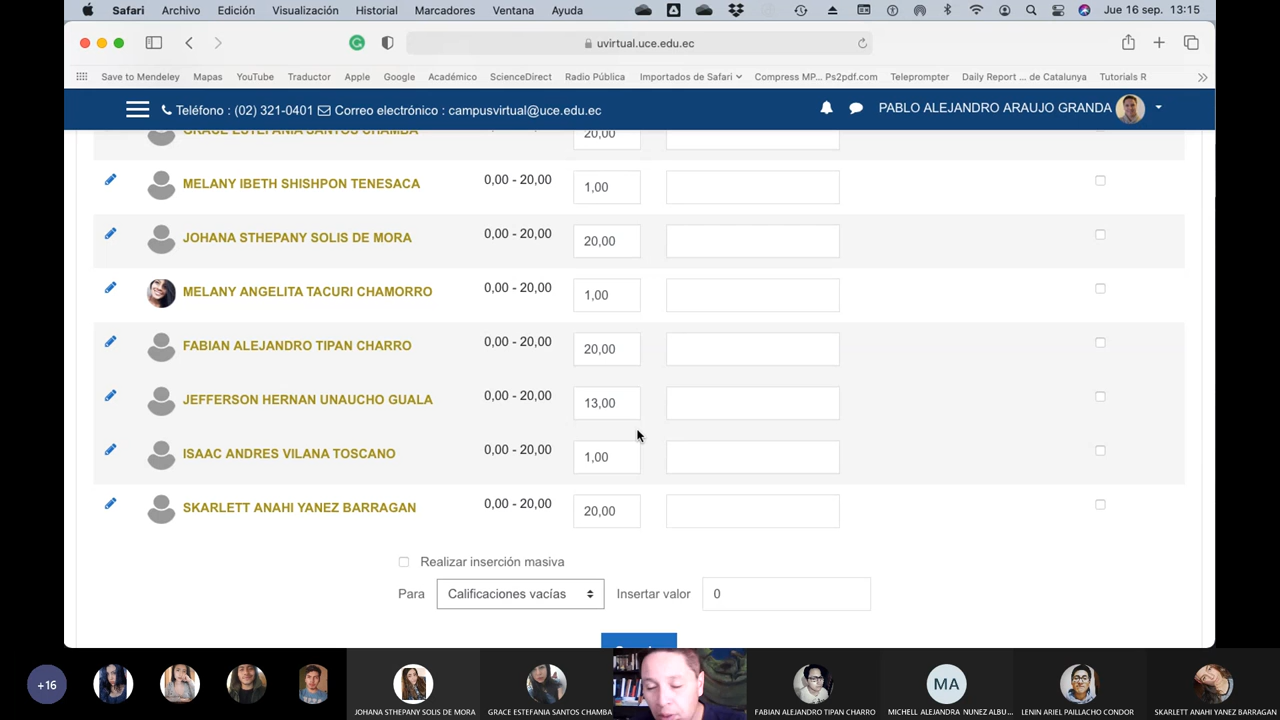 Safari Archivo Edición Visualización Historial Marcadores Ventana Ayuda Jue 16 sep. 13:15
uvirtual.uce.edu.ec
Save to Mendeley Mapas YouTube Traductor Apple Google Académico ScienceDirect Radio Pública Importados de Safari Compress MP... Ps2pdf.com Teleprompter Daily Report ... de Catalunya Tutorials R
Teléfono : (02) 321-0401 Correo electrónico : campusvirtual@uce.edu.ec PABLO ALEJANDRO ARAUJO GRANDA
GRACE ESTEFANIA SANTOS CHAMBA 20,00
MELANY IBETH SHISHPON TENESACA 0,00 - 20,00 1,00
JOHANA STHEPANY SOLIS DE MORA 0,00 - 20,00 20,00
MELANY ANGELITA TACURI CHAMORRO 0,00 - 20,00 1,00
FABIAN ALEJANDRO TIPAN CHARRO 0,00 - 20,00 20,00
JEFFERSON HERNAN UNAUCHO GUALA 0,00 - 20,00 13,00
ISAAC ANDRES VILANA TOSCANO 0,00 - 20,00 1,00
SKARLETT ANAHI YANEZ BARRAGAN 0,00 - 20,00 20,00
Realizar inserción masiva
Para Calificaciones vacías Insertar valor 0
+16 MA
JOHANA STHEPANY SOLIS DE MORA GRACE ESTEFANIA SANTOS CHAMBA FABIAN ALEJANDRO TIPAN CHARRO MICHELL ALEJANDRA NUNEZ ALBU... LENIN ARIEL PAILLACHO CONDOR SKARLETT ANAHI YANEZ BARRAGAN